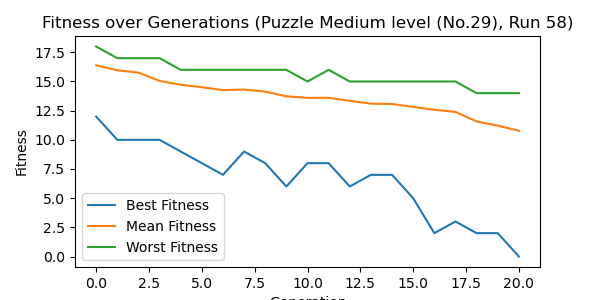 Fitness over Generations (Puzzle Medium level (No.29), Run 58)
Fitness
17.5
15.0
12.5
10.0
7.5
5.0
2.5
0.0
Best Fitness
Mean Fitness
Worst Fitness
0.0 2.5 5.0 7.5 10.0 12.5 15.0 17.5 20.0
Generation